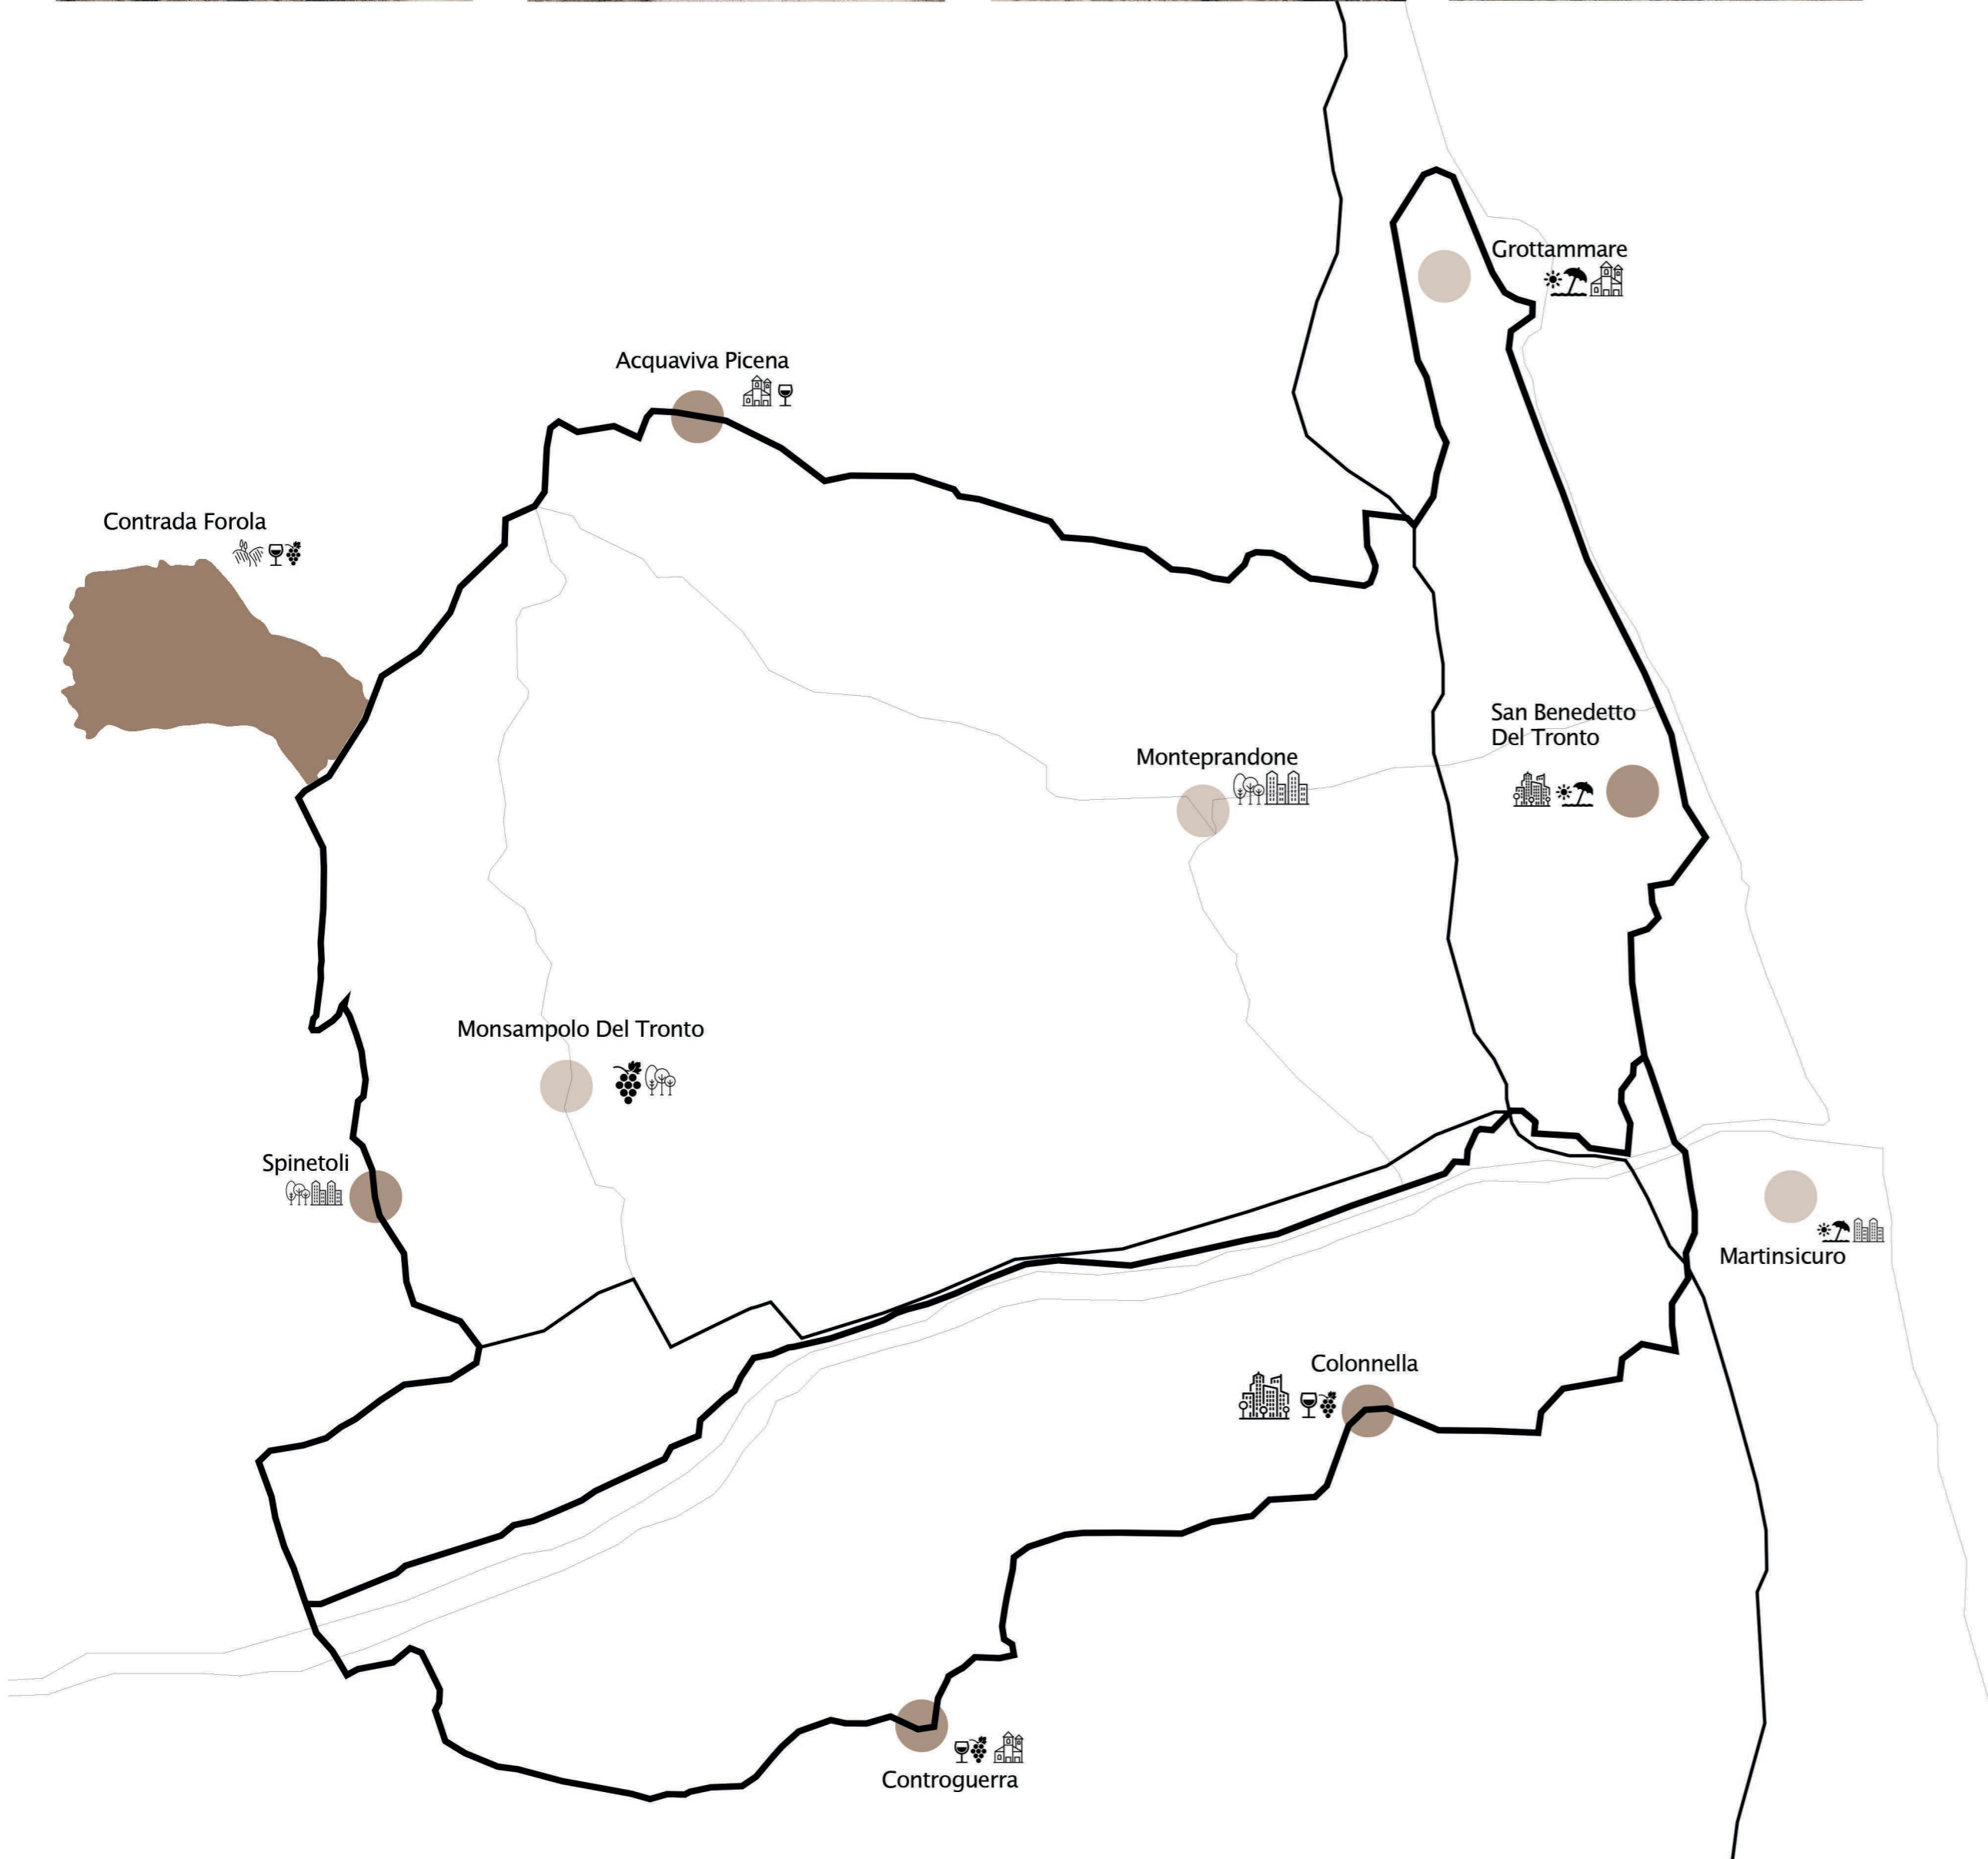 Grottammare
Acquaviva Picena
Contrada Forola
San Benedetto
Del Tronto
Monteprandone
Monsampolo Del Tronto
Spinetoli
Martinsicuro
Colonnella
Controguerra